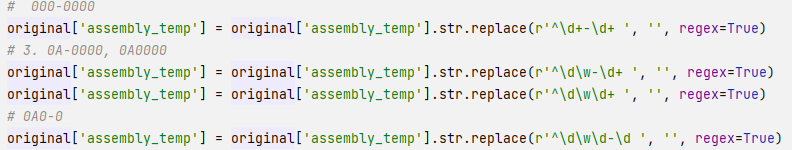 #  000-0000
original['assembly_temp'] = original['assembly_temp'].str.replace(r'^\d+-\d+ ', '', regex=True)
# 3. 0A-0000, 0A0000
original['assembly_temp'] = original['assembly_temp'].str.replace(r'^\d\w-\d+ ', '', regex=True)
original['assembly_temp'] = original['assembly_temp'].str.replace(r'^\d\w\d+ ', '', regex=True)
# 0A0-0
original['assembly_temp'] = original['assembly_temp'].str.replace(r'^\d\w\d-\d ', '', regex=True)